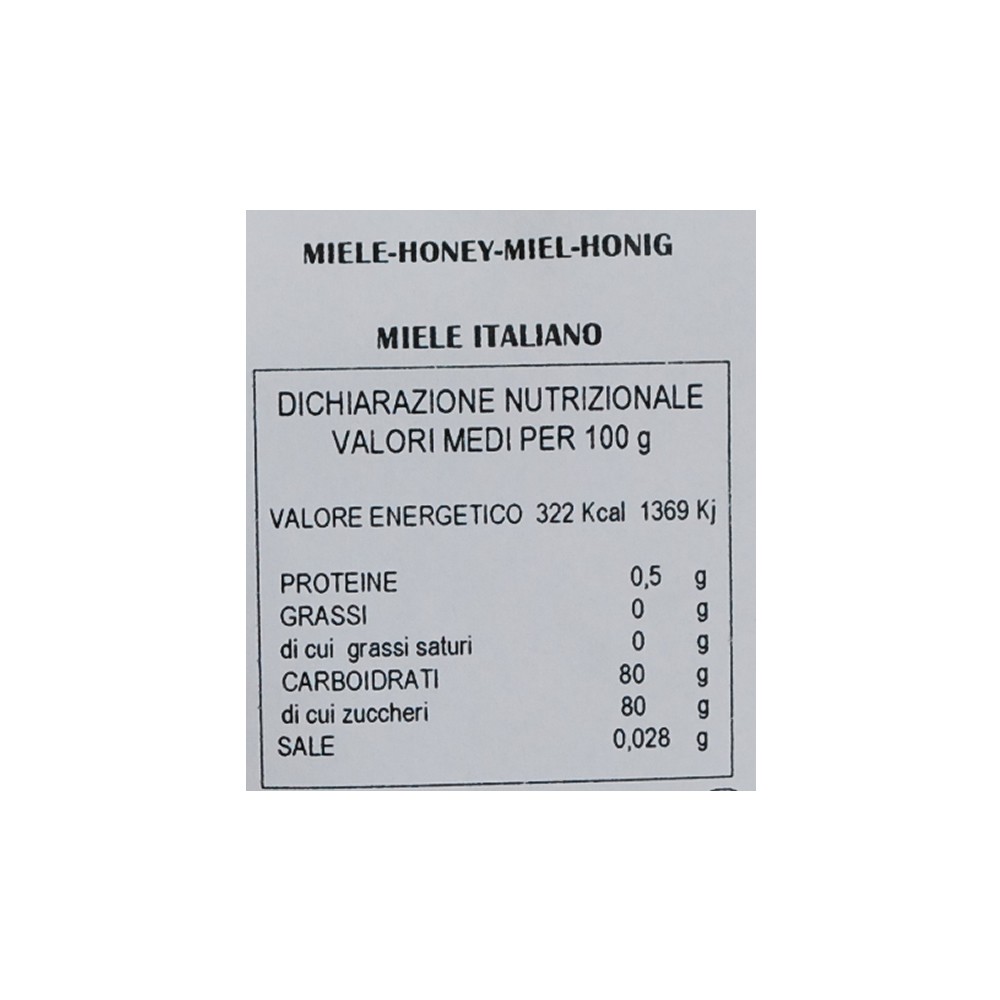 MIELE-HONEY-MIEL-HONIG
MIELE ITALIANO
DICHIARAZIONE NUTRIZIONALE
VALORI MEDI PER 100 g
VALORE ENERGETICO 322 Kcal 1369 Kj
PROTEINE 0,5 g
GRASSI 0 g
di cui grassi saturi 0 g
CARBOIDRATI 80 g
di cui zuccheri 80 g
SALE 0,028 g